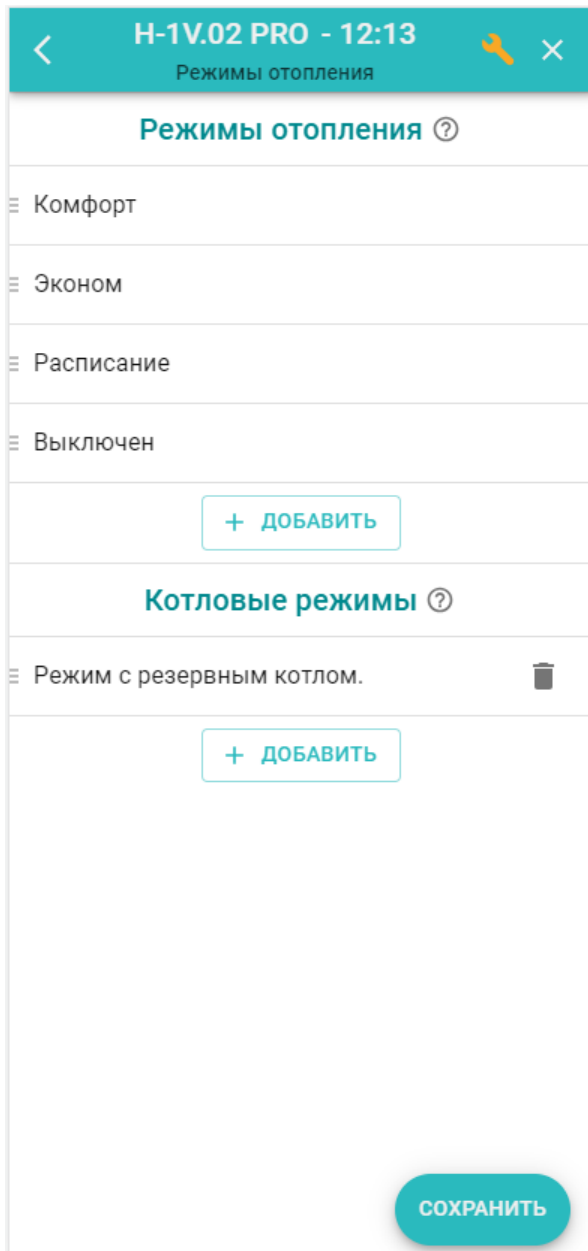 H-1V.02 PRO - 12:13
Режимы отопления
Режимы отопления ?
Комфорт
Эконом
Расписание
Выключен
+ ДОБАВИТЬ
Котловые режимы ?
Режим с резервным котлом.
+ ДОБАВИТЬ
СОХРАНИТЬ